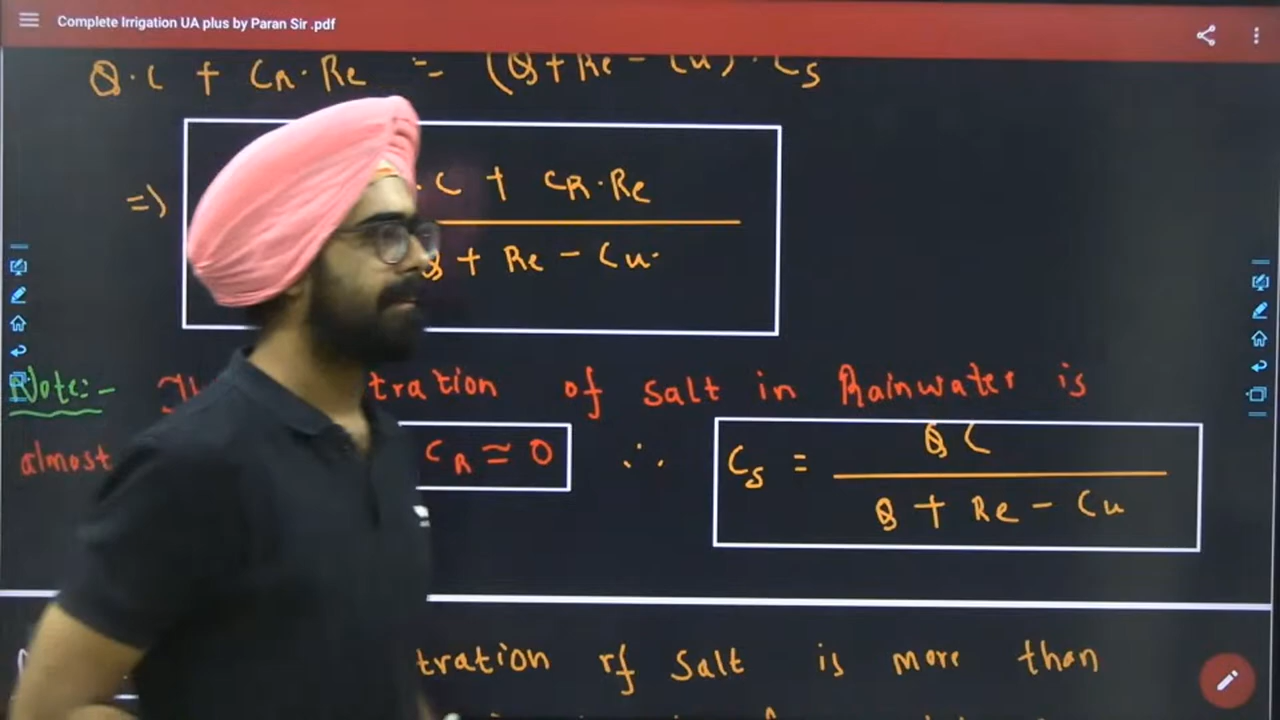 Complete Irrigation UA plus by Paran Sir .pdf
Q·C + CR·Re = (Q+Re - Cu)·Cs
=> ·C + CR·Re
Q + Re - Cu·
Note:- tration of salt in Rainwater is
almost CR ≃ 0 ∴ Cs = QC
Q + Re - Cu
tration of Salt is more than